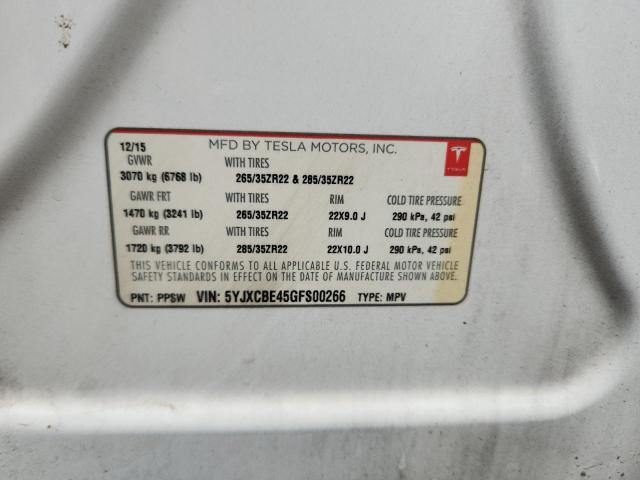 12/15 MFD BY TESLA MOTORS, INC.
GVWR WITH TIRES
3070 kg (6768 lb) 265/35ZR22 & 285/35ZR22
GAWR FRT WITH TIRES RIM COLD TIRE PRESSURE
1470 kg (3241 lb) 265/35ZR22 22X9.0 J 290 kPa, 42 psi
GAWR RR WITH TIRES RIM COLD TIRE PRESSURE
1720 kg (3792 lb) 285/35ZR22 22X10.0 J 290 kPa, 42 psi
THIS VEHICLE CONFORMS TO ALL APPLICABLE U.S. FEDERAL MOTOR VEHICLE
SAFETY STANDARDS IN EFFECT ON THE DATE OF MANUFACTURE SHOWN ABOVE.
PNT: PPSW VIN: 5YJXCBE45GFS00266 TYPE: MPV
TESLA